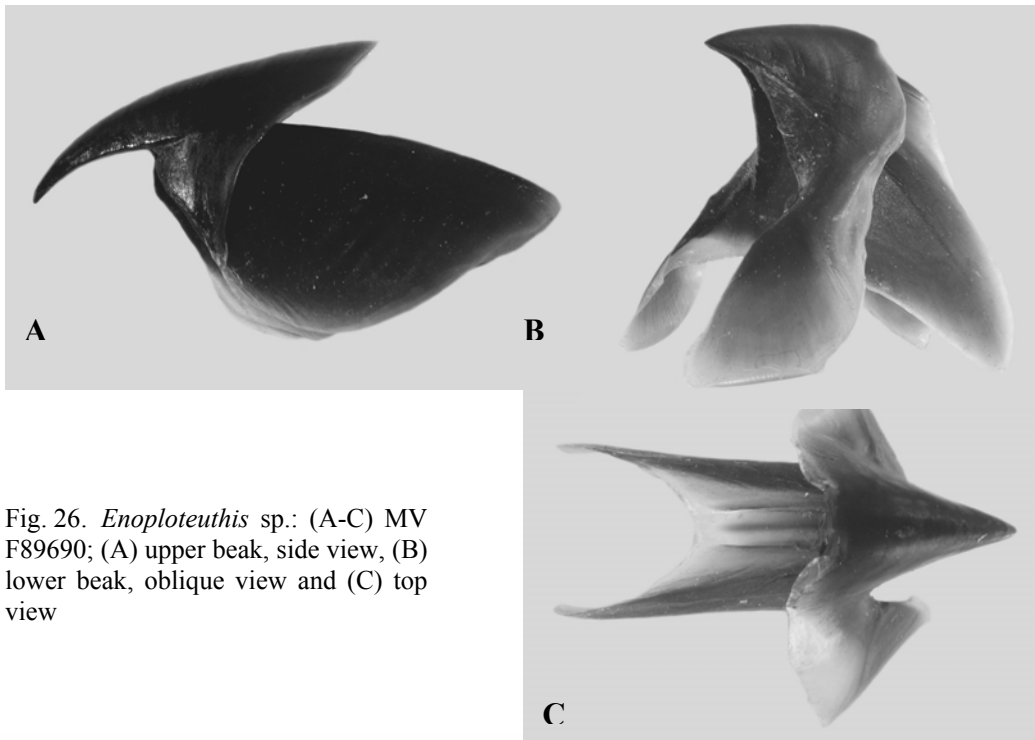 A
B
Fig. 26. Enoploteuthis sp.: (A-C) MV
F89690; (A) upper beak, side view, (B)
lower beak, oblique view and (C) top
view
C